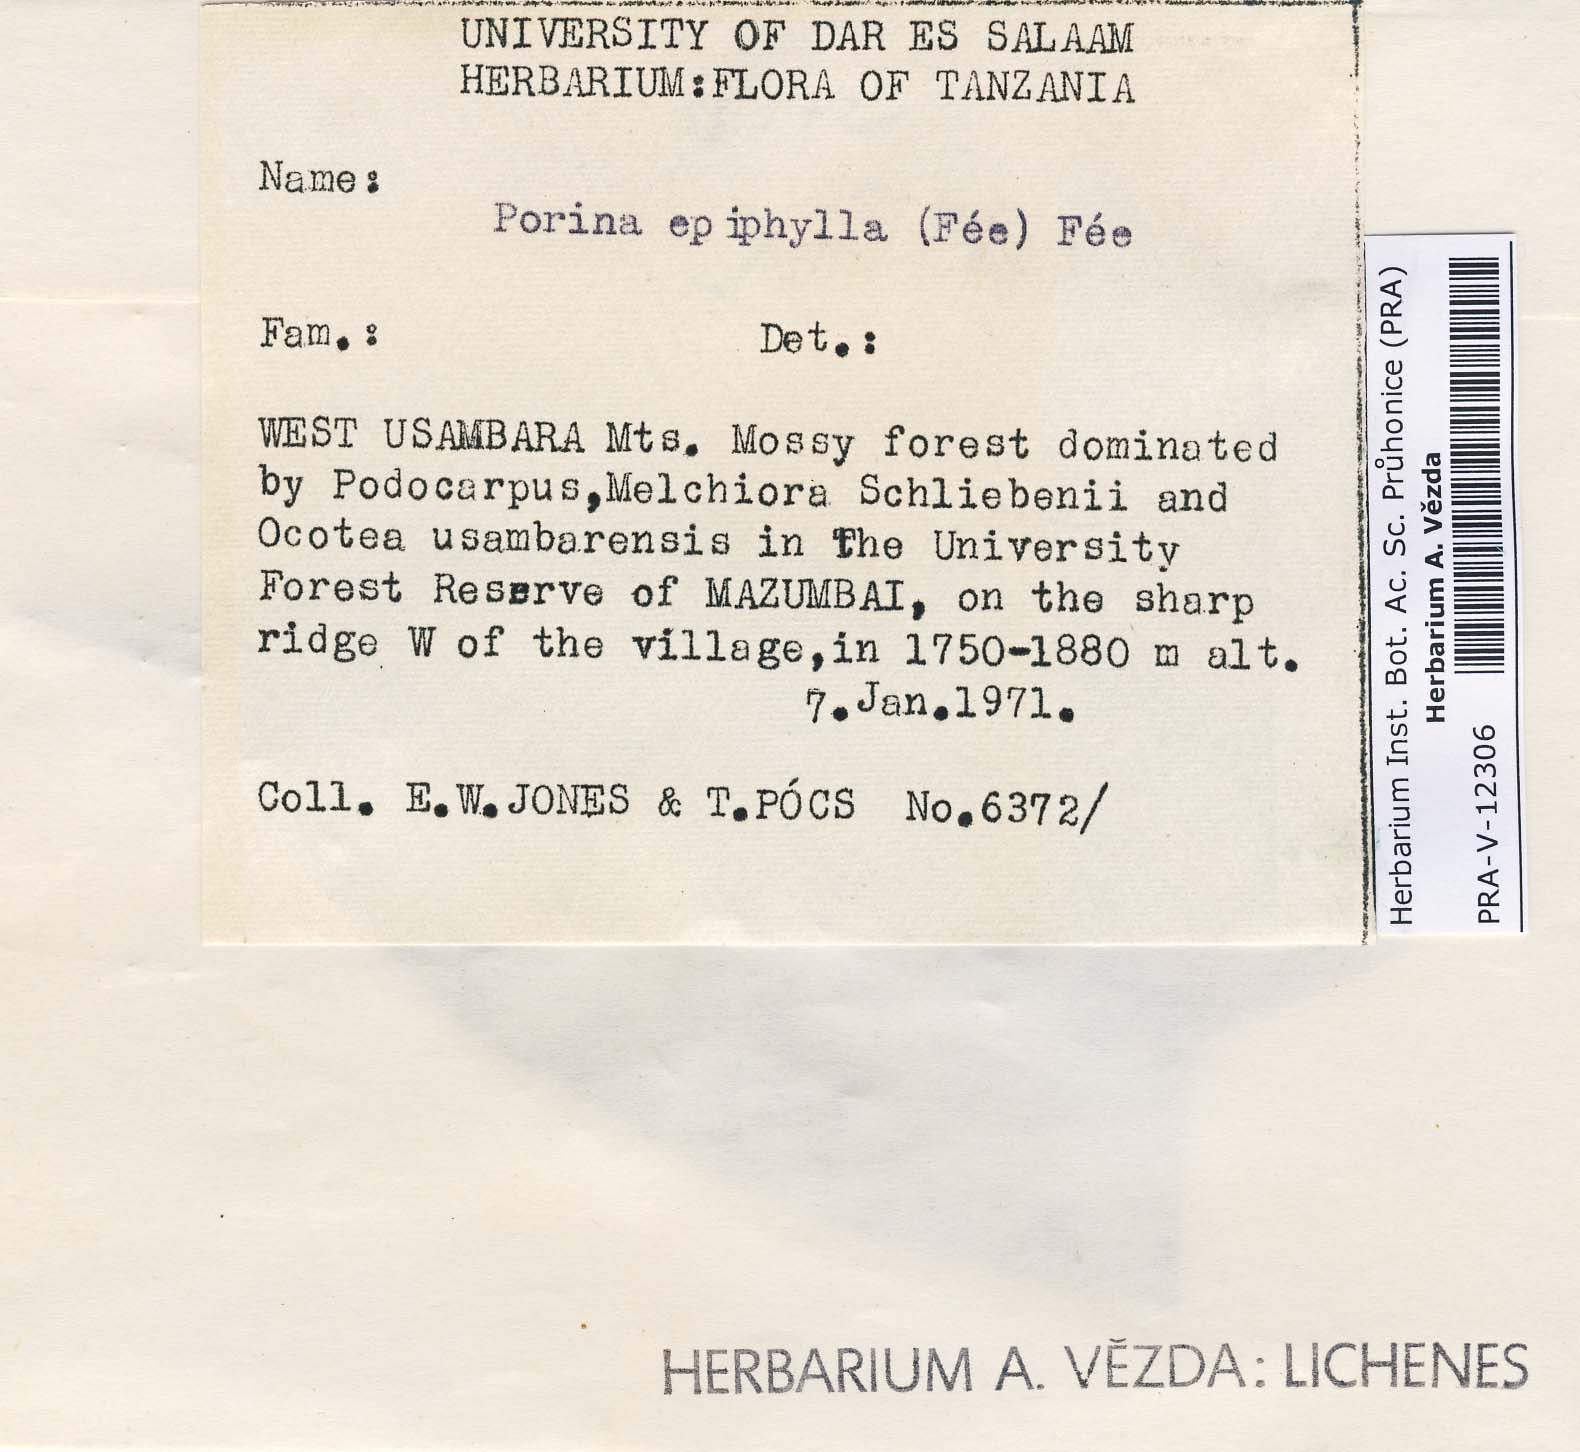 UNIVERSITY OF DAR ES SALAAM
HERBARIUM:FLORA OF TANZANIA
Name:
Porina epiphylla (Fée) Fée
Fam.: Det.:
WEST USAMBARA Mts. Mossy forest dominated
by Podocarpus,Melchiora Schliebenii and
Ocotea usambarensis in The University
Forest Reserve of MAZUMBAI, on the sharp
ridge W of the village,in 1750-1880 m alt.
7.Jan.1971.
Coll. E.W.JONES & T.PÓCS No.6372/
Herbarium Inst. Bot. Ac. Sc. Průhonice (PRA)
Herbarium A. Vězda
PRA-V-12306
HERBARIUM A. VĚZDA: LICHENES